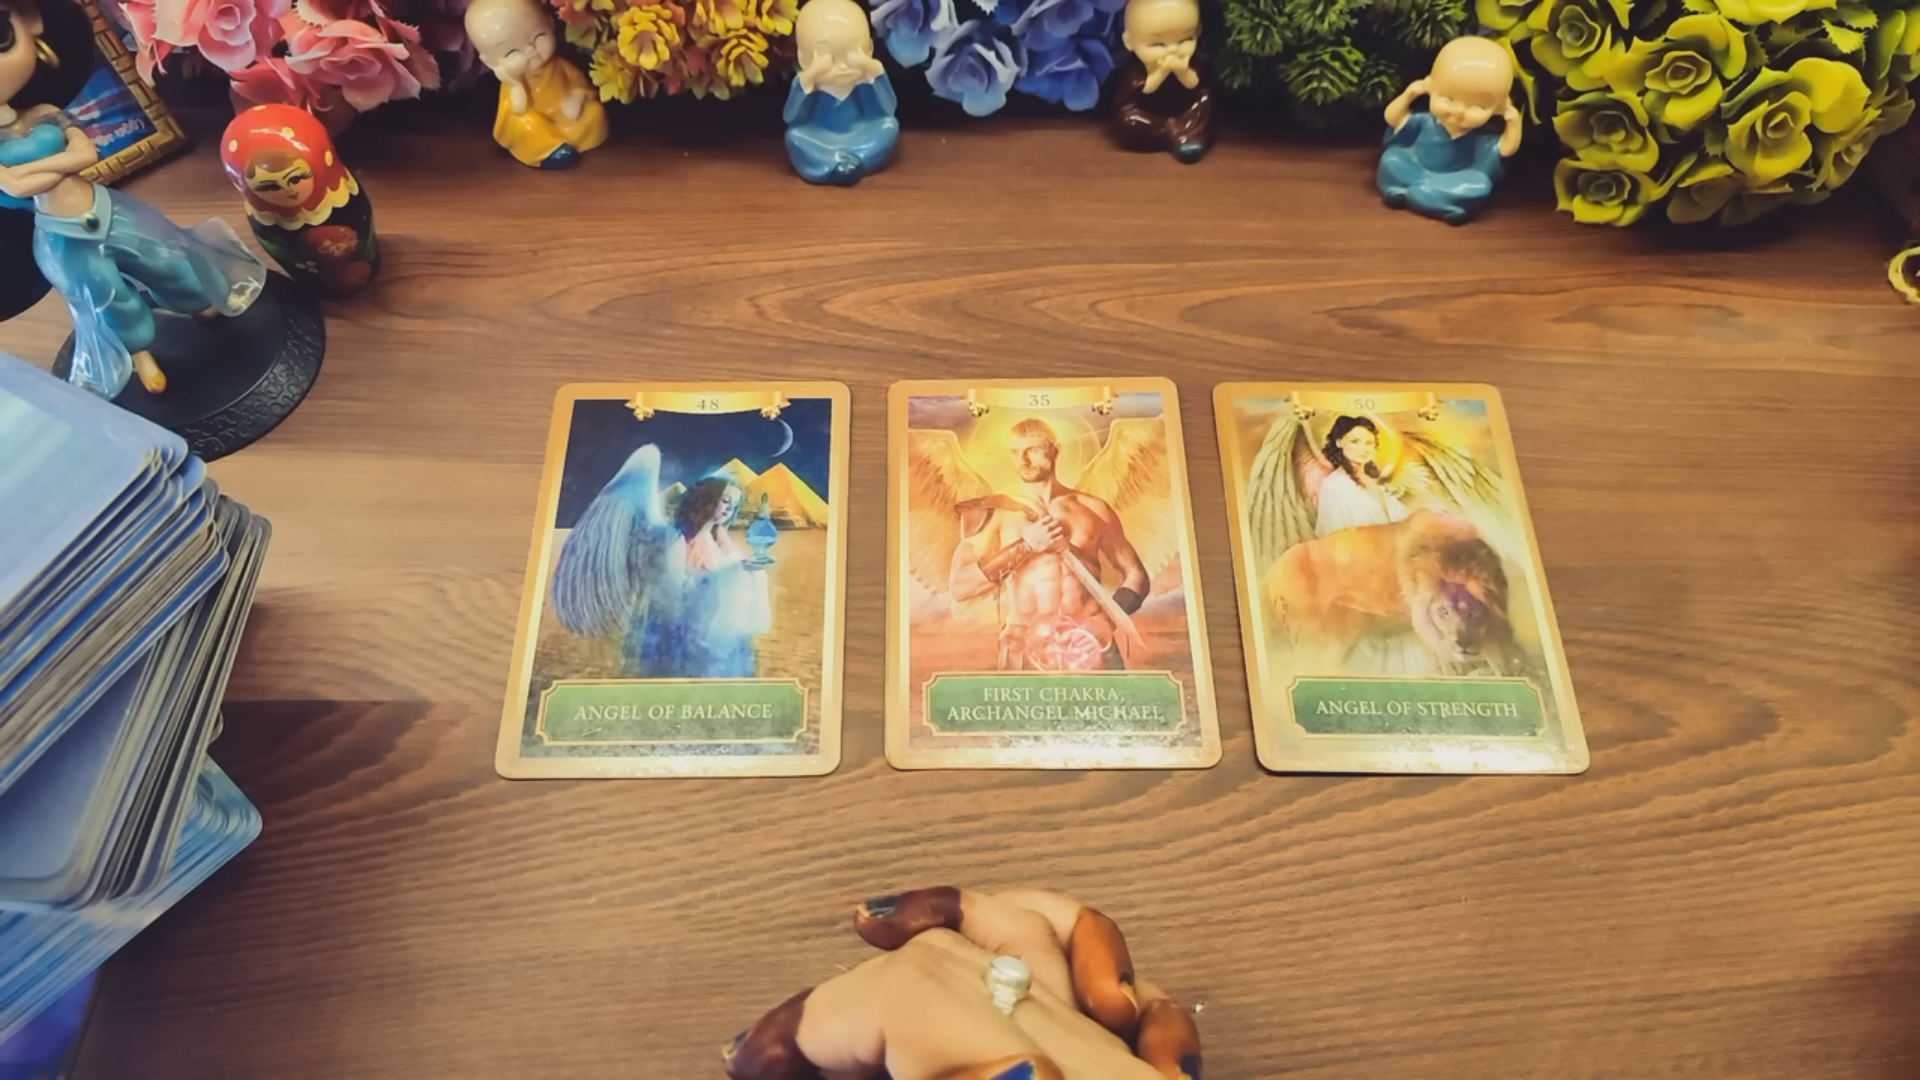 48
ANGEL OF BALANCE
35
FIRST CHAKRA,
ARCHANGEL MICHAEL
50
ANGEL OF STRENGTH